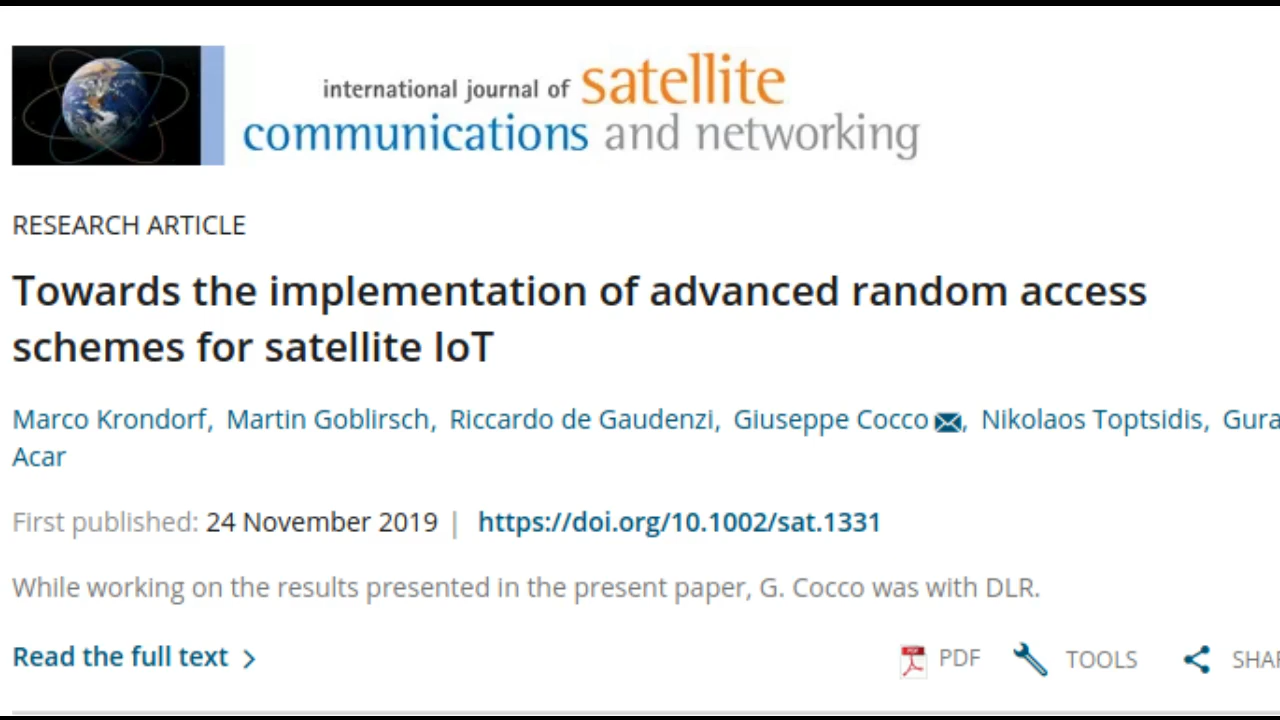 international journal of satellite
communications and networking
RESEARCH ARTICLE
Towards the implementation of advanced random access
schemes for satellite IoT
Marco Krondorf, Martin Goblirsch, Riccardo de Gaudenzi, Giuseppe Cocco, Nikolaos Toptsidis, Gura
Acar
First published: 24 November 2019 | https://doi.org/10.1002/sat.1331
While working on the results presented in the present paper, G. Cocco was with DLR.
Read the full text > PDF TOOLS SHAR